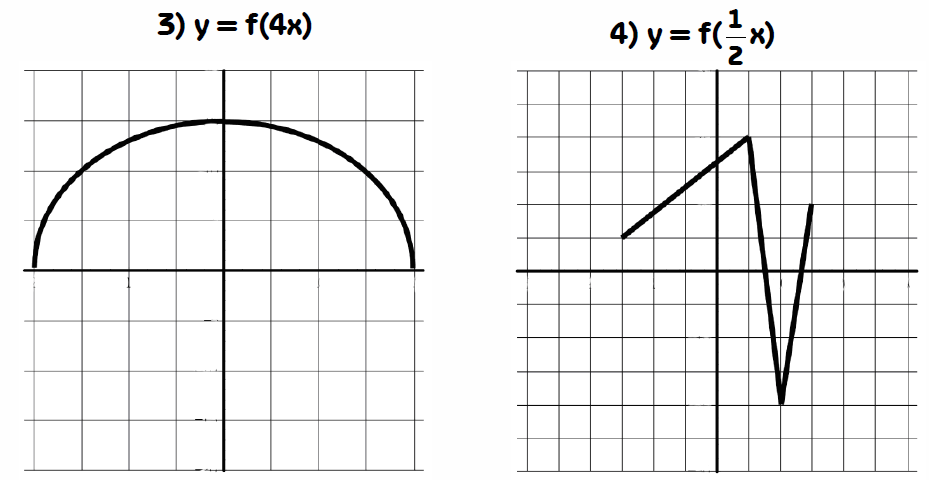 3) y = f(4x)
4) y = f(1/2 x)